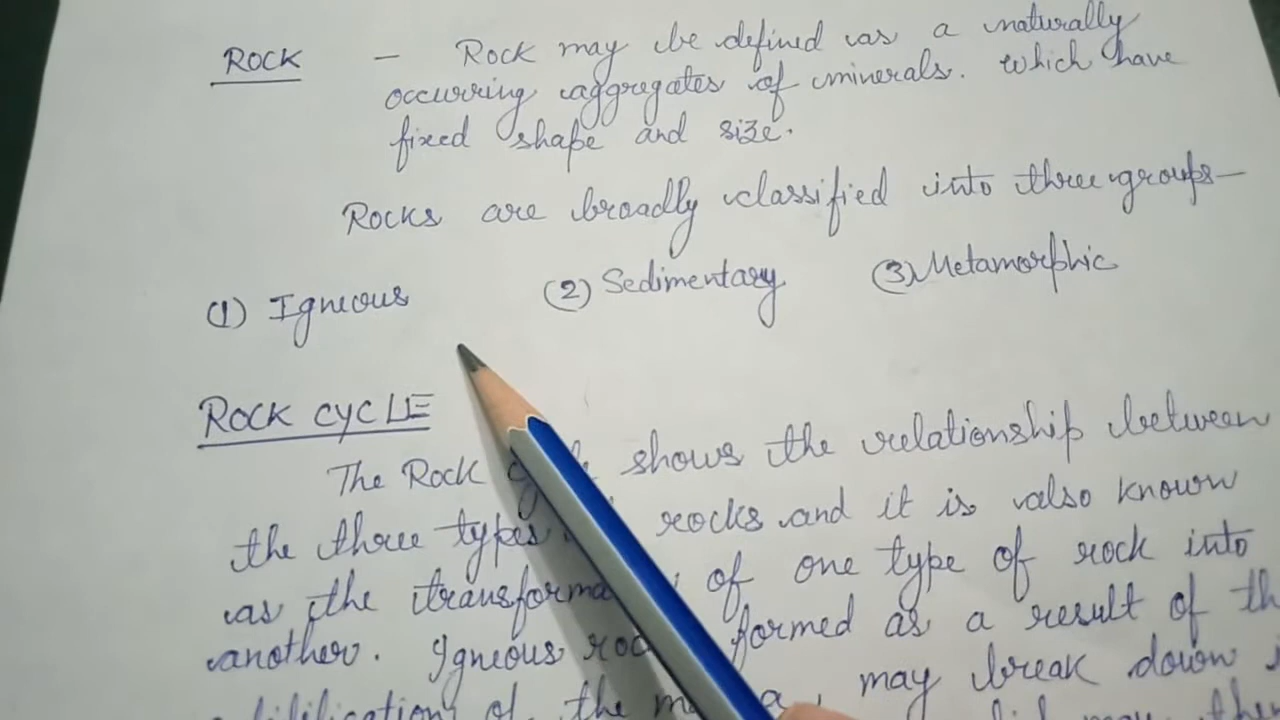 ROCK - Rock may be defined as a naturally
occurring aggregates of minerals. which have
fixed shape and size.
Rocks are broadly classified into three groups-
(1) Igneous (2) Sedimentary (3) Metamorphic
ROCK CYCLE
The Rock shows the relationship between
the three types rocks and it is also known
as the of one type of rock into
another. Igneous formed as a result of
of the may break down